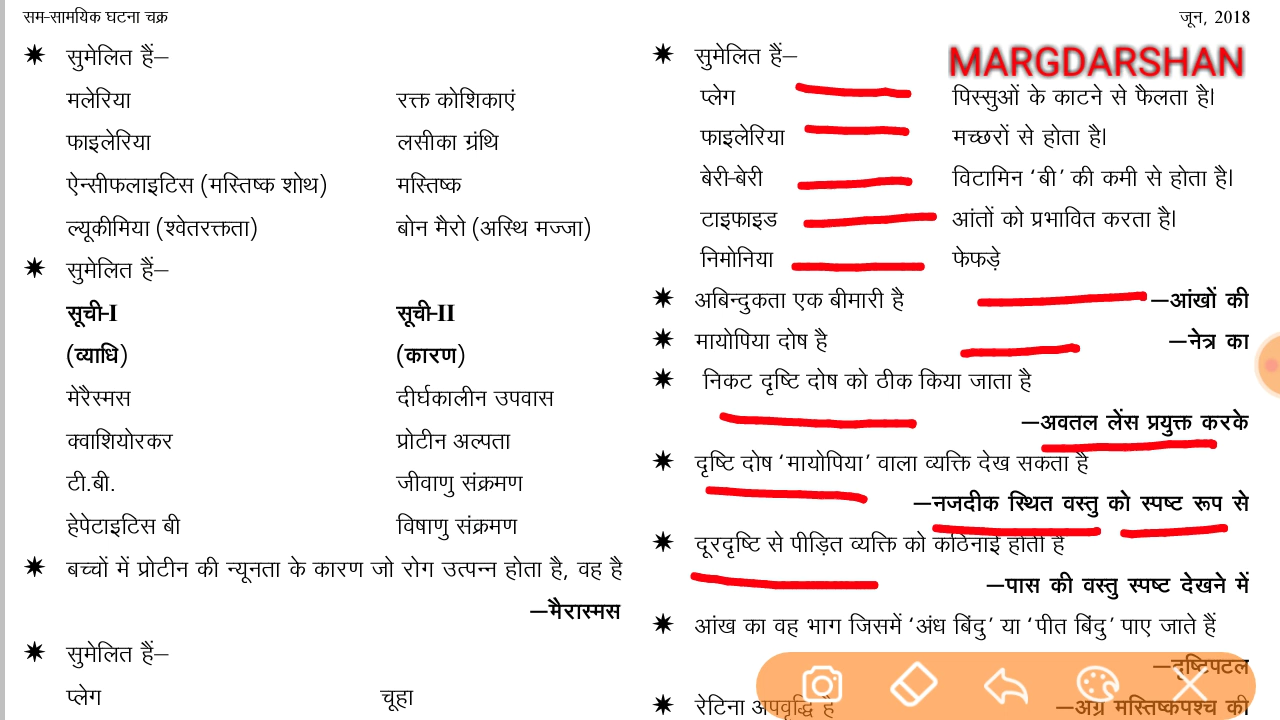 सम-सामयिक घटना चक्र
जून, 2018
✷ सुमेलित हैं–
मलेरिया रक्त कोशिकाएं
फाइलेरिया लसीका ग्रंथि
ऐन्सीफलाइटिस (मस्तिष्क शोथ) मस्तिष्क
ल्यूकीमिया (श्वेतरक्तता) बोन मैरो (अस्थि मज्जा)
✷ सुमेलित हैं–
सूची-I सूची-II
(व्याधि) (कारण)
मेरैस्मस दीर्घकालीन उपवास
क्वाशियोरकर प्रोटीन अल्पता
टी.बी. जीवाणु संक्रमण
हेपेटाइटिस बी विषाणु संक्रमण
✷ बच्चों में प्रोटीन की न्यूनता के कारण जो रोग उत्पन्न होता है, वह है
–मैरास्मस
✷ सुमेलित हैं–
प्लेग चूहा
✷ सुमेलित हैं–
MARGDARSHAN
प्लेग पिस्सुओं के काटने से फैलता है।
फाइलेरिया मच्छरों से होता है।
बेरी-बेरी विटामिन ‘बी’ की कमी से होता है।
टाइफाइड आंतों को प्रभावित करता है।
निमोनिया फेफड़े
✷ अबिन्दुकता एक बीमारी है –आंखों की
✷ मायोपिया दोष है –नेत्र का
✷ निकट दृष्टि दोष को ठीक किया जाता है
–अवतल लेंस प्रयुक्त करके
✷ दृष्टि दोष ‘मायोपिया’ वाला व्यक्ति देख सकता है
–नजदीक स्थित वस्तु को स्पष्ट रूप से
✷ दूरदृष्टि से पीड़ित व्यक्ति को कठिनाई होती है
–पास की वस्तु स्पष्ट देखने में
✷ आंख का वह भाग जिसमें ‘अंध बिंदु’ या ‘पीत बिंदु’ पाए जाते हैं
–दृष्टिपटल
✷ रेटिना अपवृद्धि है –अग्र मस्तिष्कपश्च की